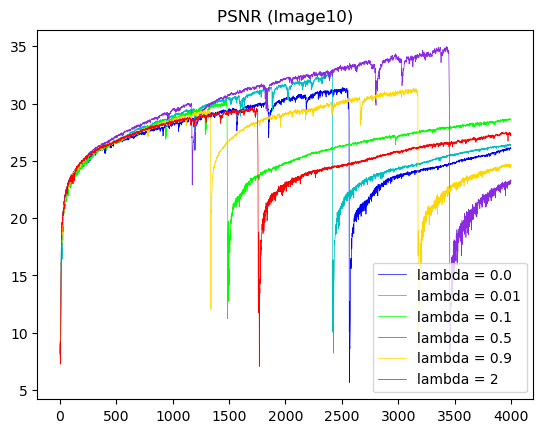 PSNR (Image10)
35
30
25
20
15
10
5
0 500 1000 1500 2000 2500 3000 3500 4000
lambda = 0.0
lambda = 0.01
lambda = 0.1
lambda = 0.5
lambda = 0.9
lambda = 2